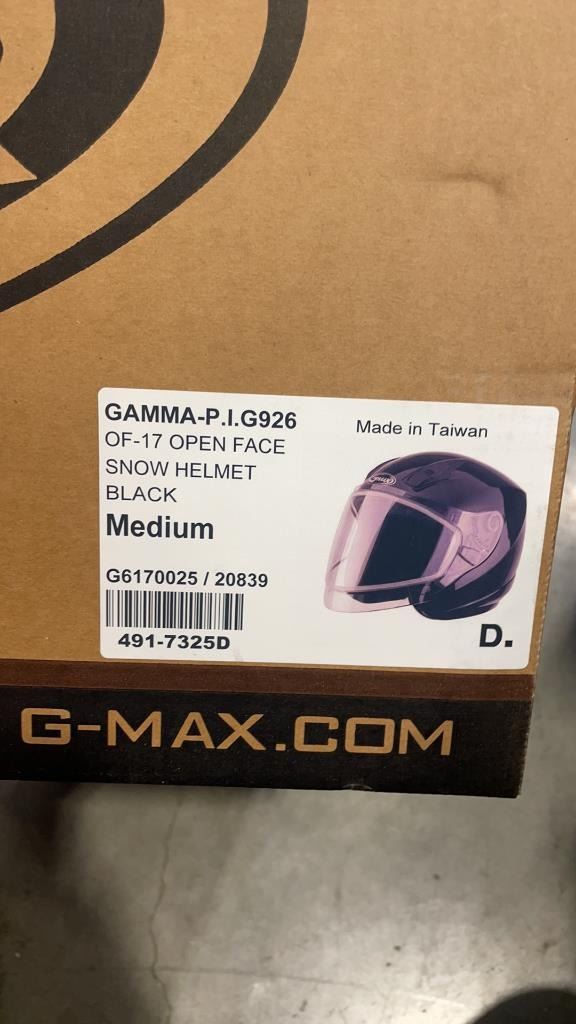 GAMMA-P.I.G926
OF-17 OPEN FACE
SNOW HELMET
BLACK
Medium
Made in Taiwan
G6170025 / 20839
491-7325D
D.
G-MAX.COM